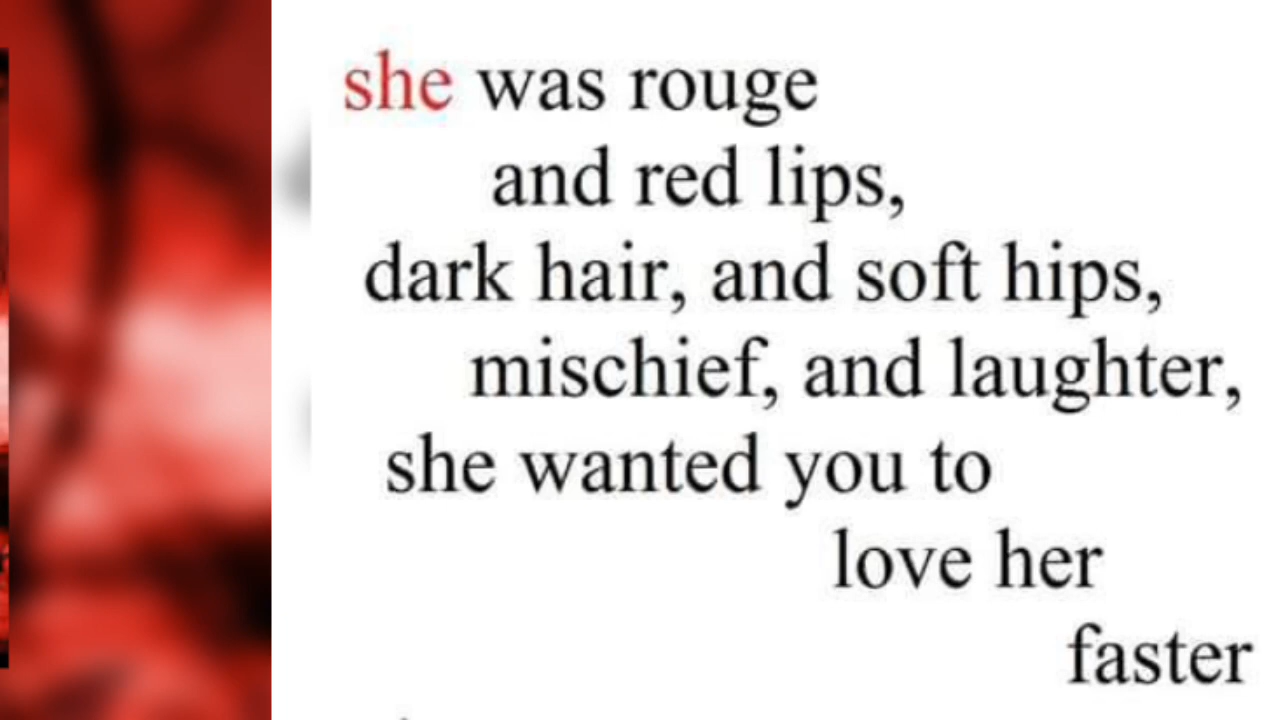 she was rouge
and red lips,
dark hair, and soft hips,
mischief, and laughter,
she wanted you to
love her
faster